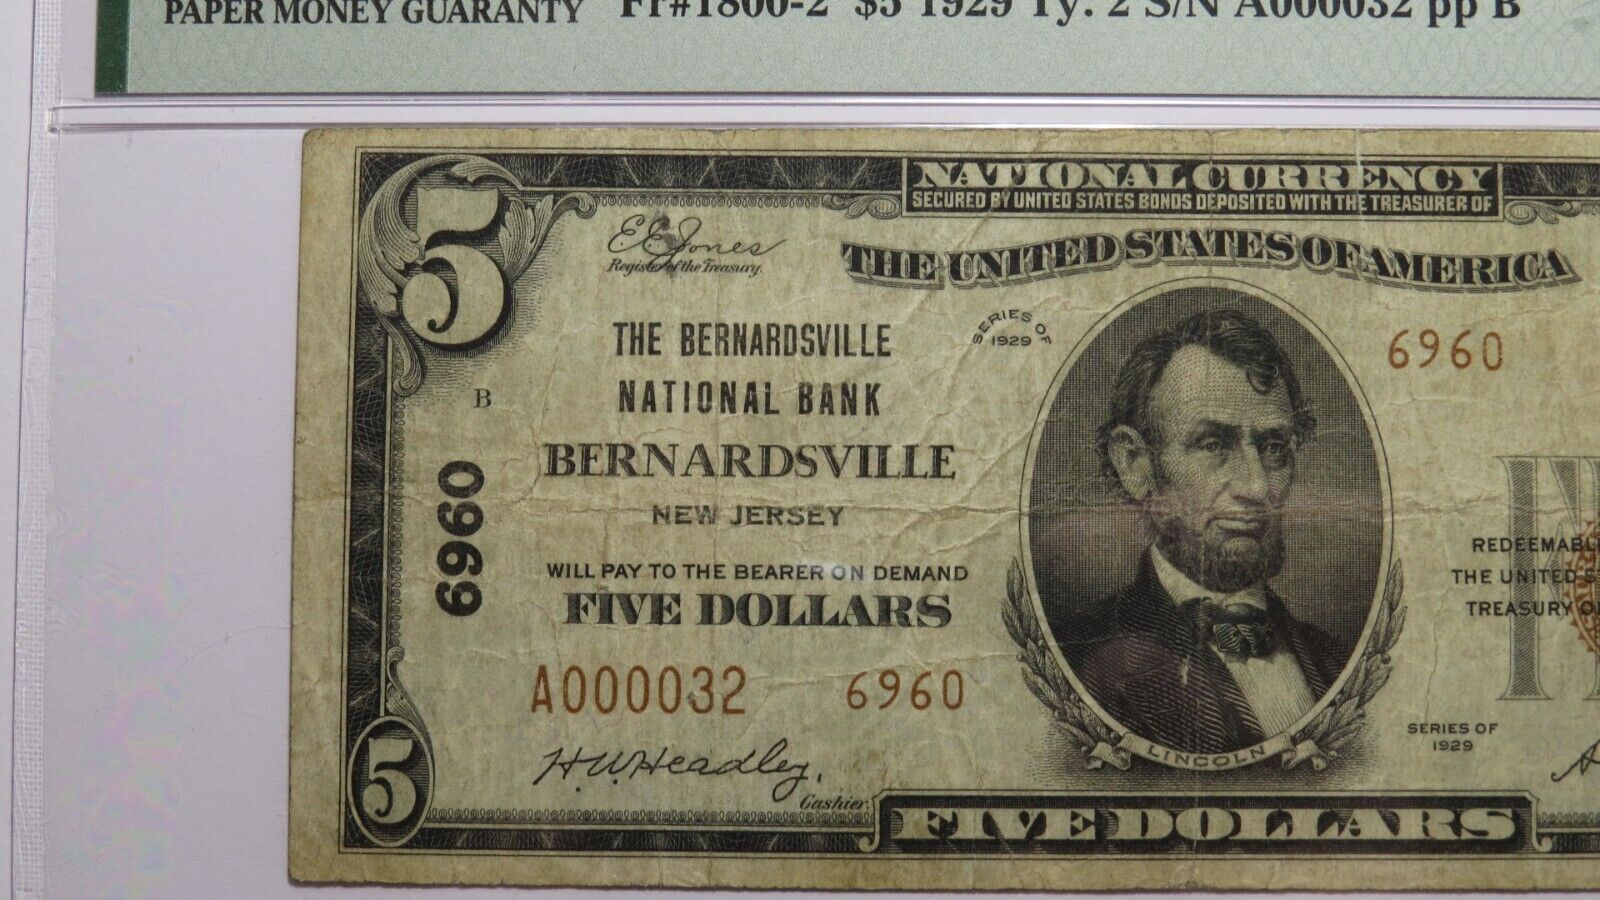 PAPER MONEY GUARANTY Fr#1800-2 $5 1929 Ty. 2 S/N A000032 pp B
5
NATIONAL CURRENCY
SECURED BY UNITED STATES BONDS DEPOSITED WITH THE TREASURER OF
E E Jones
Register of the Treasury.
THE UNITED STATES OF AMERICA
SERIES OF
1929
THE BERNARDSVILLE
6960
NATIONAL BANK
B
BERNARDSVILLE
6960
NEW JERSEY
WILL PAY TO THE BEARER ON DEMAND
FIVE DOLLARS
REDEEMABL
THE UNITED S
TREASURY O
A000032 6960
SERIES OF
1929
LINCOLN
H.W. Headley.
Cashier.
5
FIVE DOLLARS